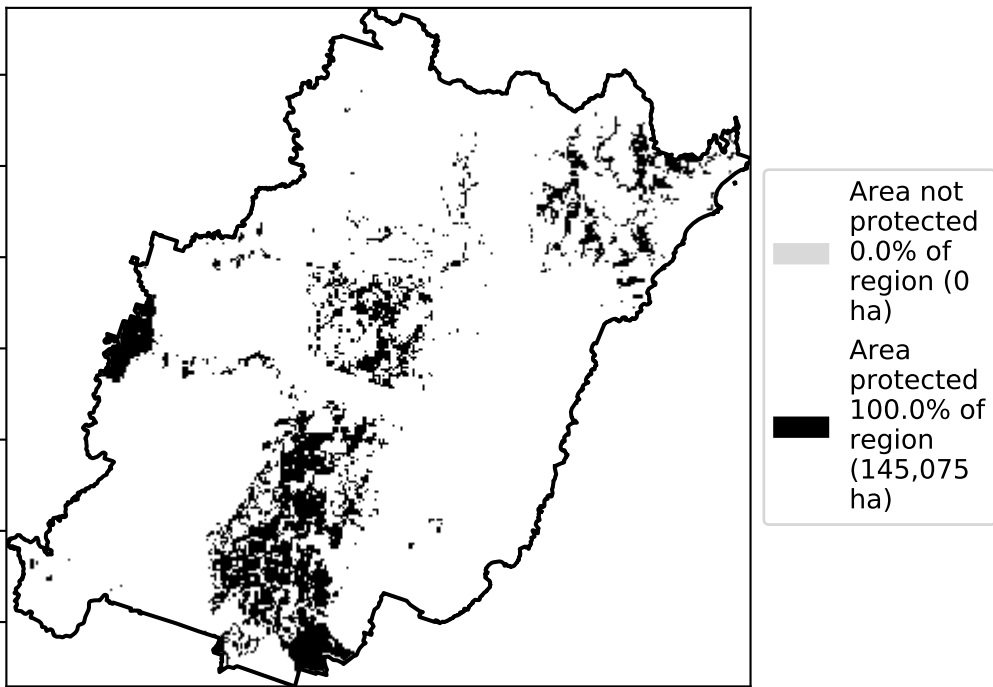 Area not
protected
0.0% of
region (0
ha)
Area
protected
100.0% of
region
(145,075
ha)